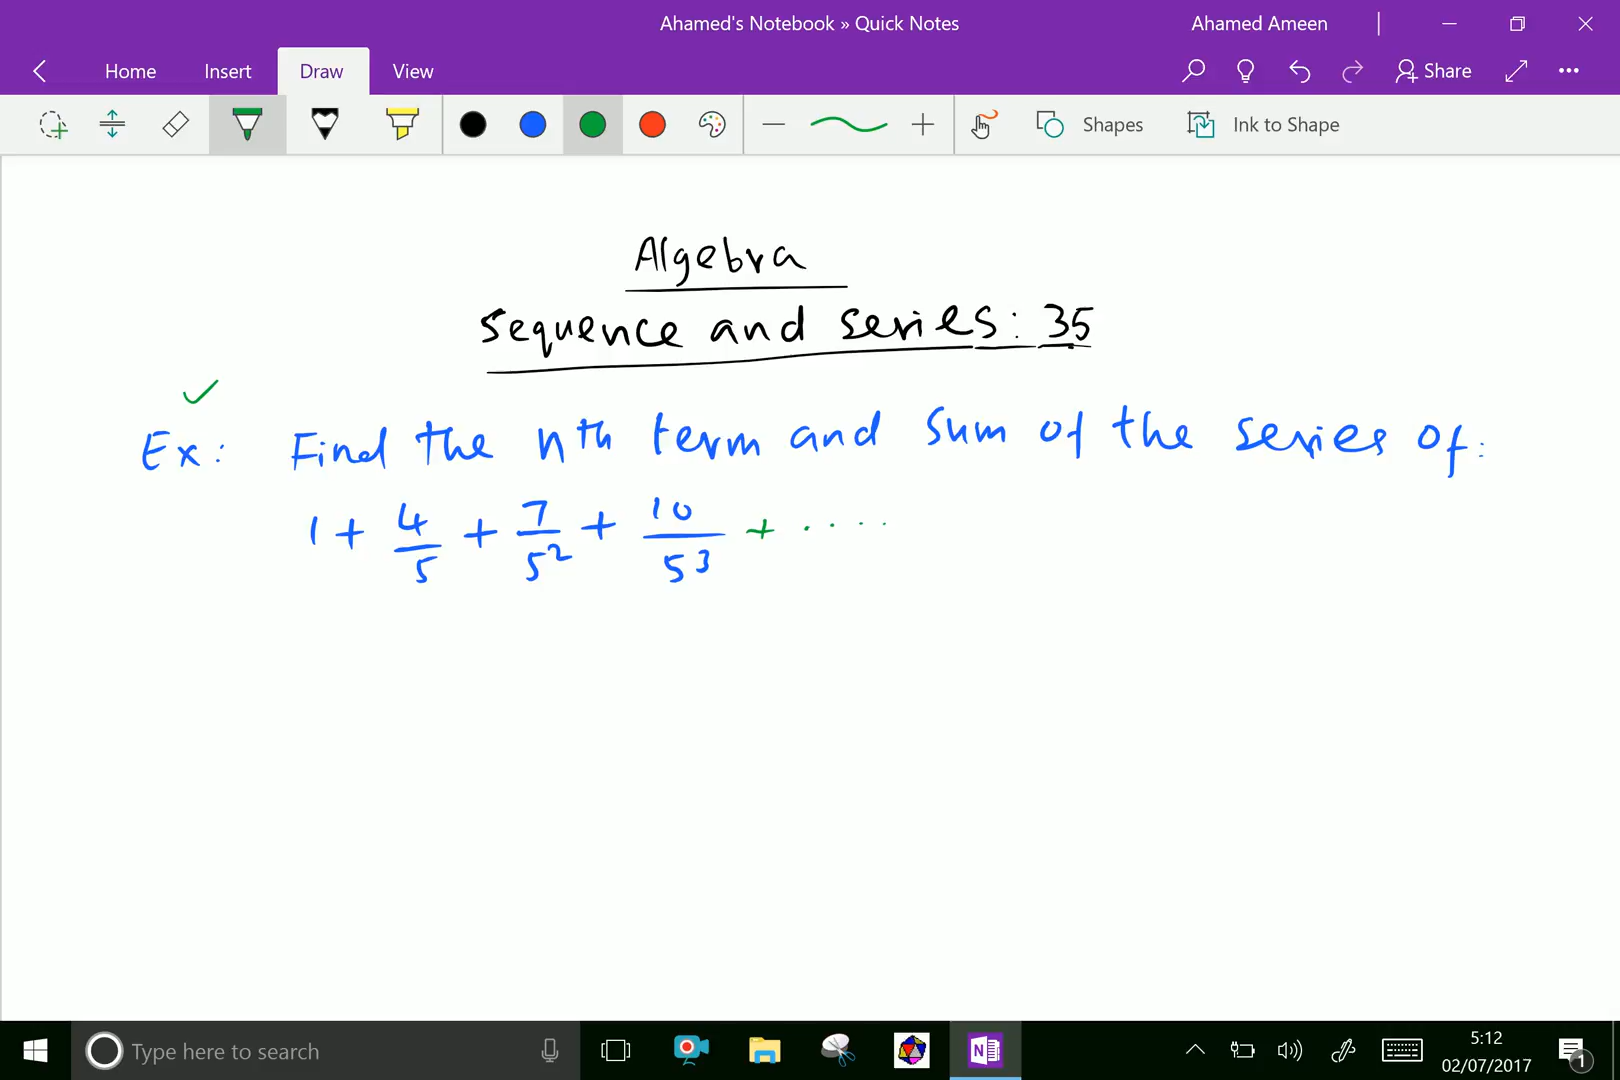 Ahamed's Notebook » Quick Notes
Ahamed Ameen
Home Insert Draw View
Share
Shapes
Ink to Shape
Algebra
Sequence and series: 35
Ex: Find the nth term and sum of the series of:
1 + 4/5 + 7/5² + 10/5³ + ....
Type here to search
N
5:12
02/07/2017
1